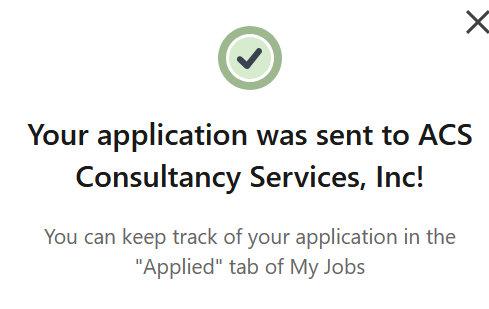 Your application was sent to ACS
Consultancy Services, Inc!
You can keep track of your application in the
"Applied" tab of My Jobs